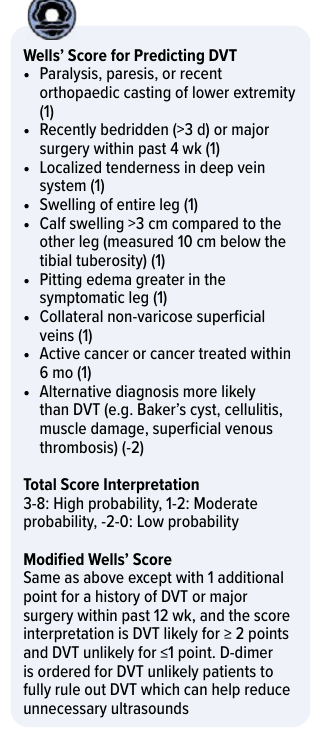 Wells' Score for Predicting DVT
• Paralysis, paresis, or recent
orthopaedic casting of lower extremity
(1)
• Recently bedridden (>3 d) or major
surgery within past 4 wk (1)
• Localized tenderness in deep vein
system (1)
• Swelling of entire leg (1)
• Calf swelling >3 cm compared to the
other leg (measured 10 cm below the
tibial tuberosity) (1)
• Pitting edema greater in the
symptomatic leg (1)
• Collateral non-varicose superficial
veins (1)
• Active cancer or cancer treated within
6 mo (1)
• Alternative diagnosis more likely
than DVT (e.g. Baker's cyst, cellulitis,
muscle damage, superficial venous
thrombosis) (-2)
Total Score Interpretation
3-8: High probability, 1-2: Moderate
probability, -2-0: Low probability
Modified Wells' Score
Same as above except with 1 additional
point for a history of DVT or major
surgery within past 12 wk, and the score
interpretation is DVT likely for ≥ 2 points
and DVT unlikely for ≤1 point. D-dimer
is ordered for DVT unlikely patients to
fully rule out DVT which can help reduce
unnecessary ultrasounds